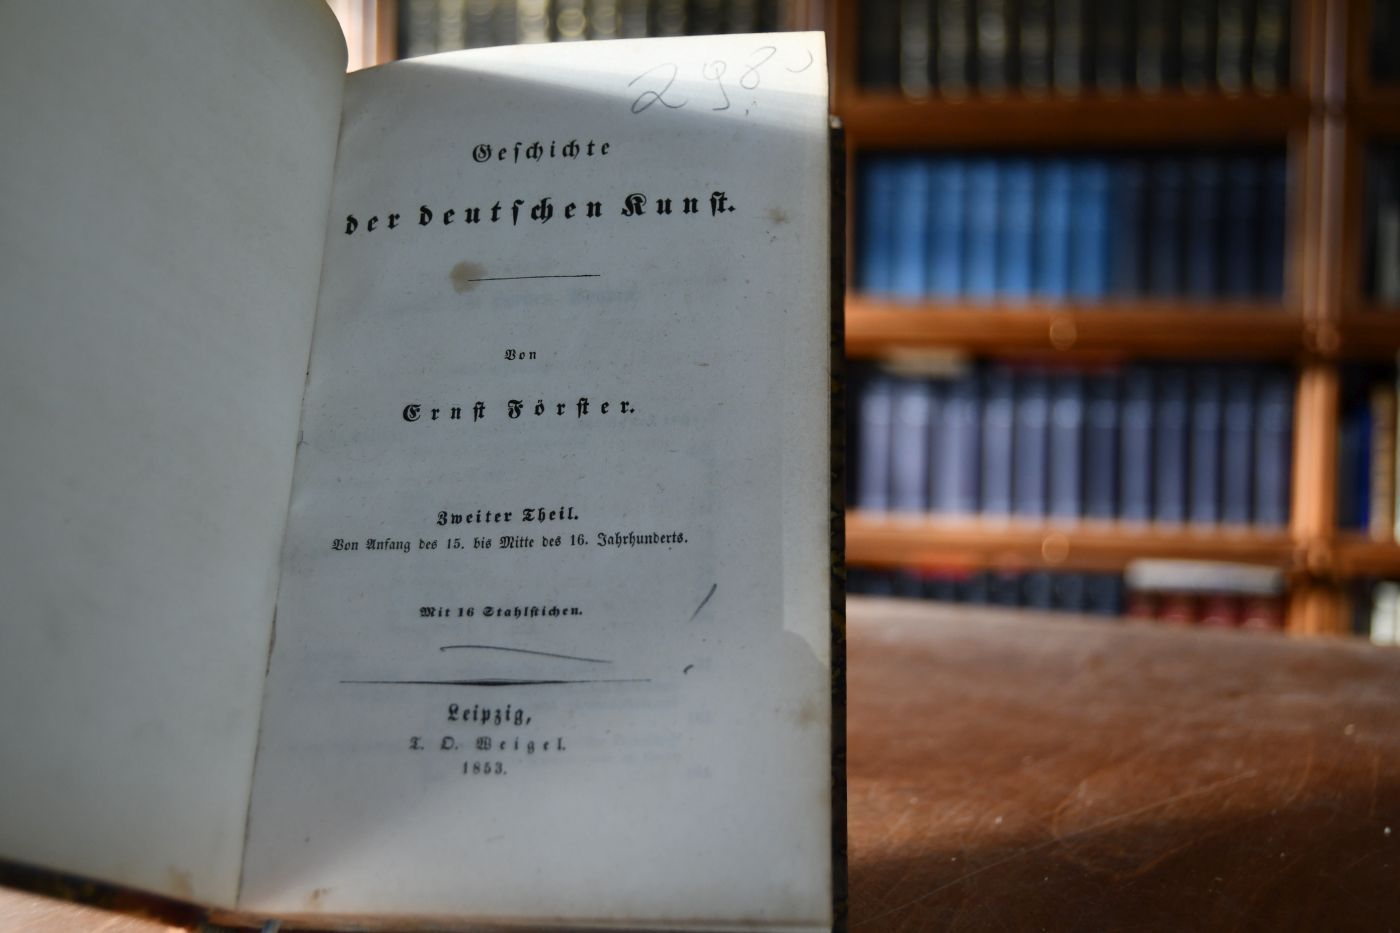 298.
Geschichte
der deutschen Kunst.
Von
Ernst Förster.
Zweiter Theil.
Von Anfang des 15. bis Mitte des 16. Jahrhunderts.
Mit 16 Stahlstichen.
Leipzig,
T. O. Weigel.
1853.